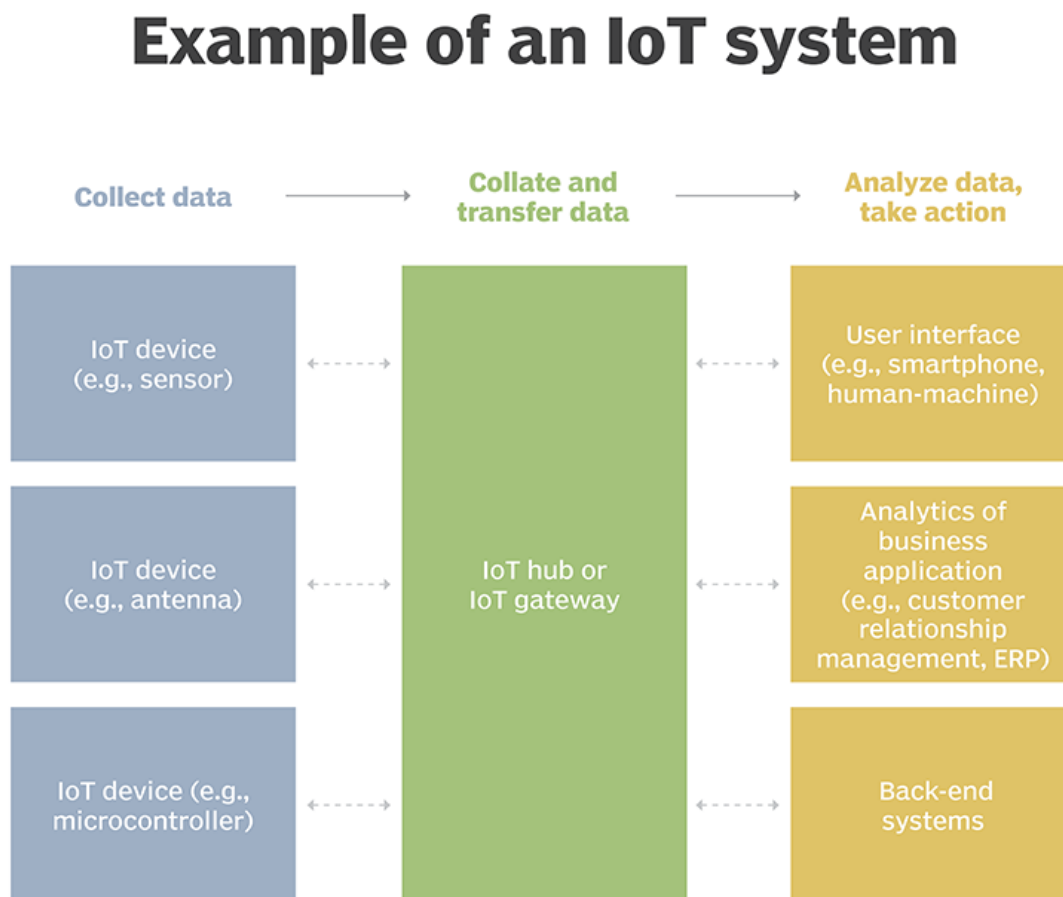 Example of an IoT system
Collect data
Collate and
transfer data
Analyze data,
take action
IoT device
(e.g., sensor)
IoT device
(e.g., antenna)
IoT device (e.g.,
microcontroller)
IoT hub or
IoT gateway
User interface
(e.g., smartphone,
human-machine)
Analytics of
business
application
(e.g., customer
relationship
management, ERP)
Back-end
systems